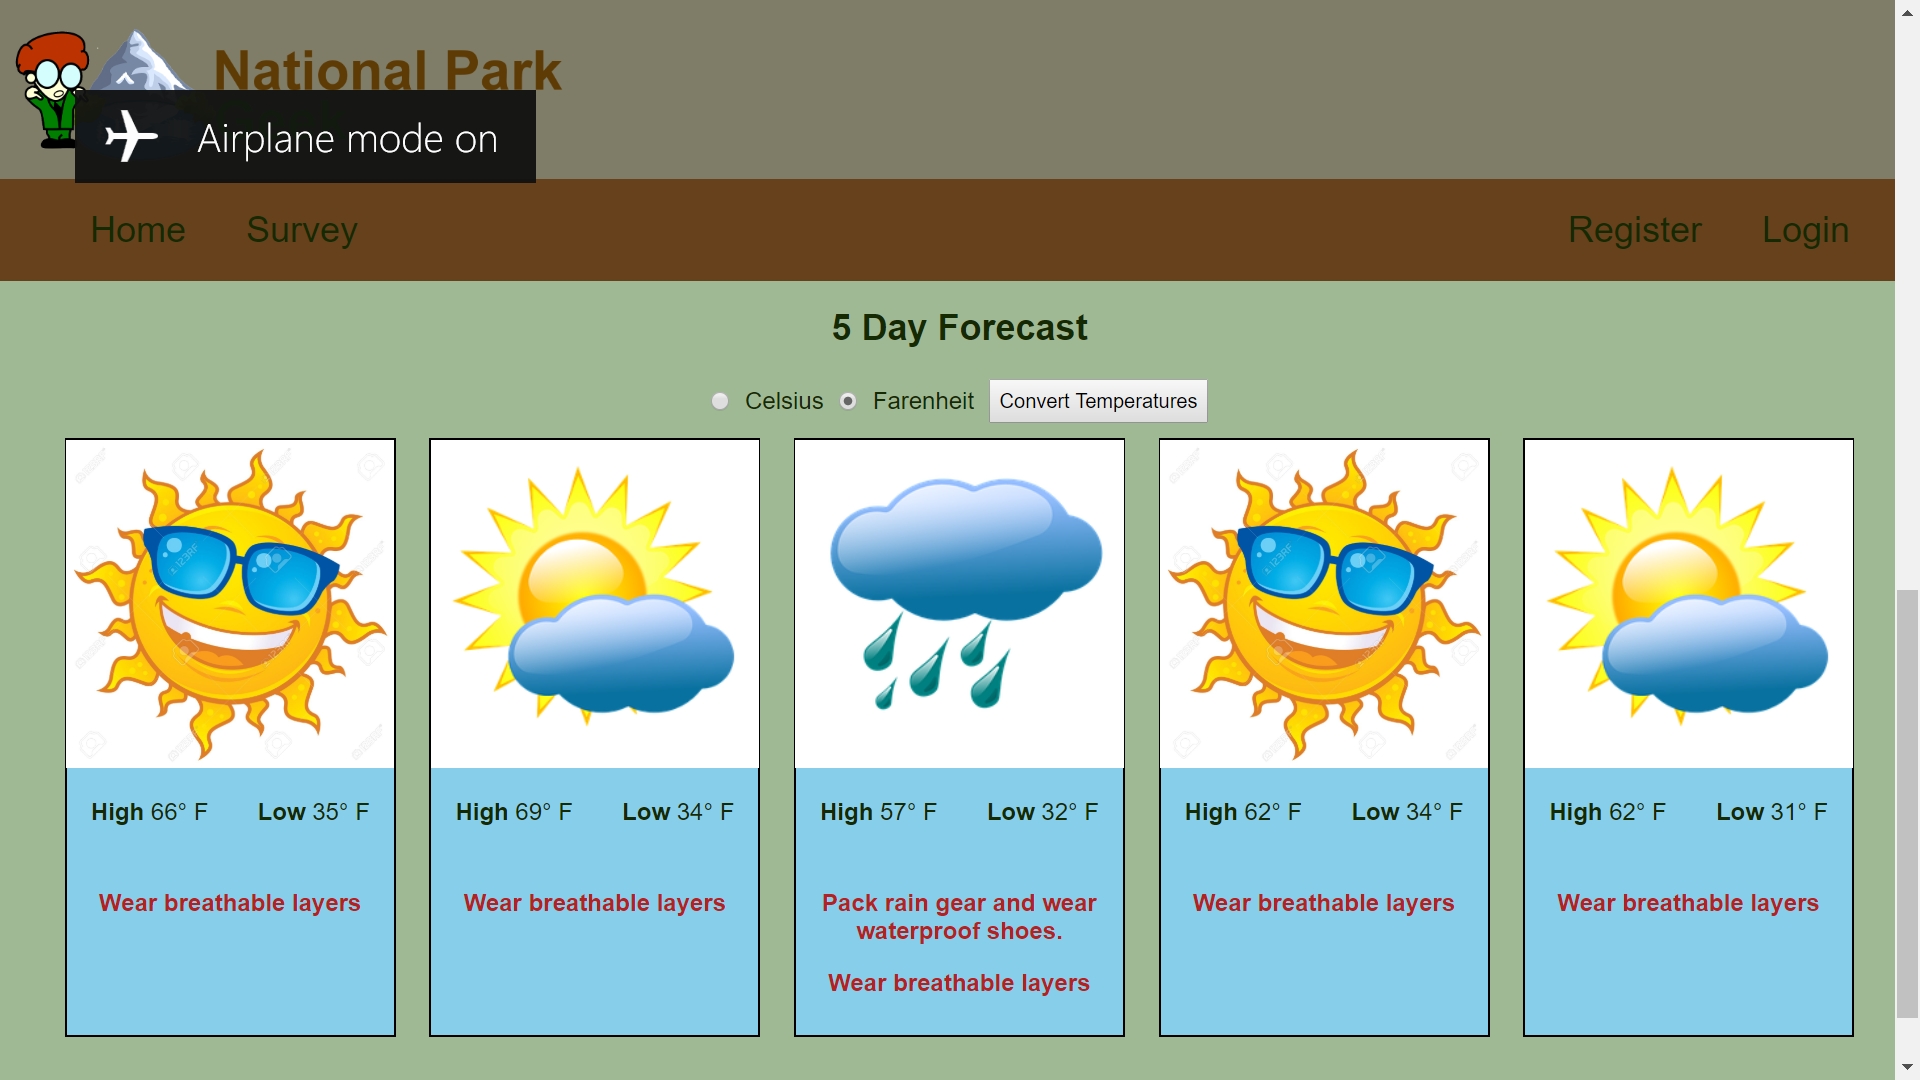 National Park
Airplane mode on
Home Survey Register Login
5 Day Forecast
Celsius Farenheit Convert Temperatures
High 66° F Low 35° F
Wear breathable layers
High 69° F Low 34° F
Wear breathable layers
High 57° F Low 32° F
Pack rain gear and wear
waterproof shoes.
Wear breathable layers
High 62° F Low 34° F
Wear breathable layers
High 62° F Low 31° F
Wear breathable layers